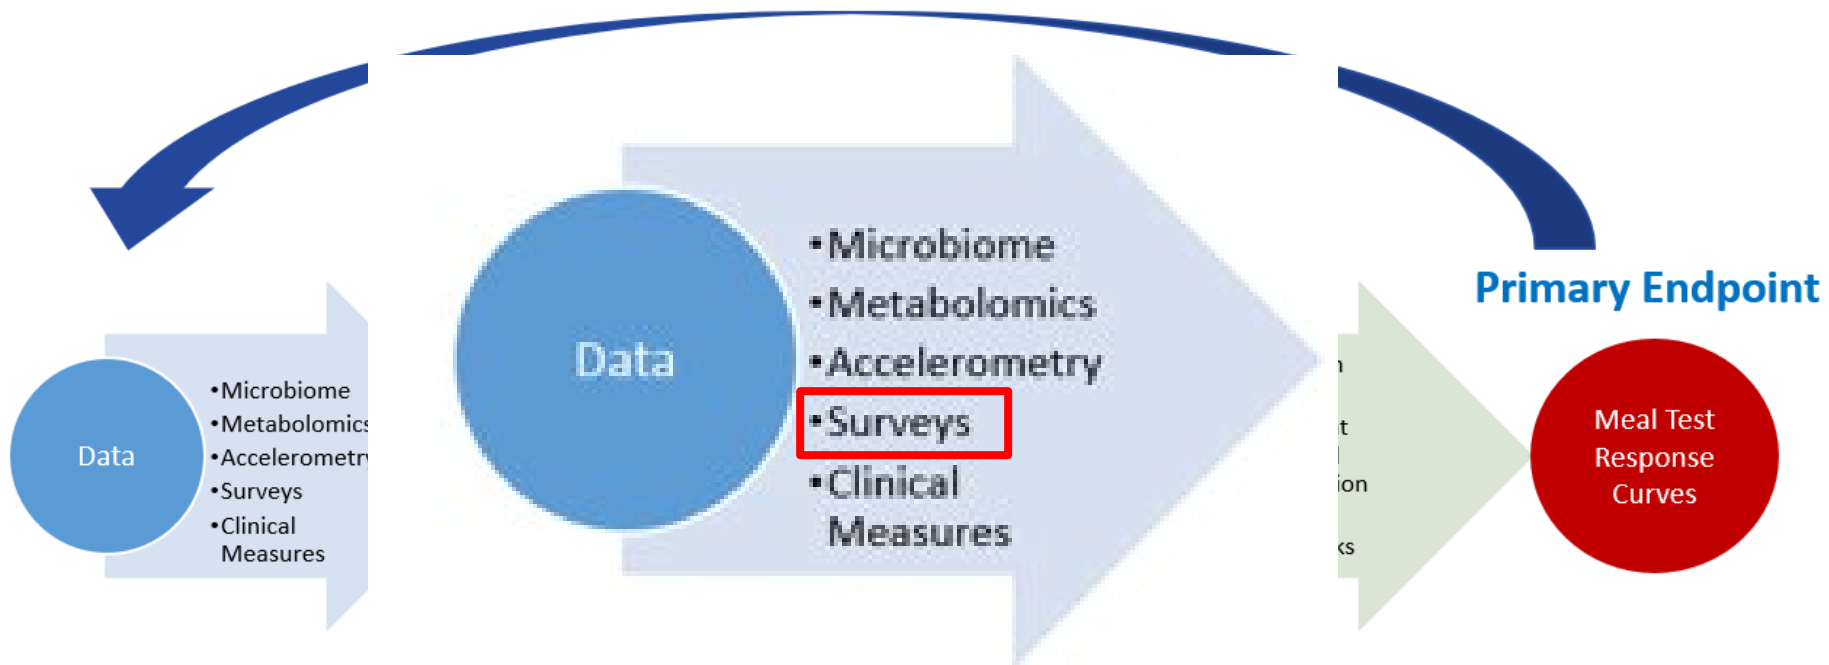 Data
•Microbiome
•Metabolomics
•Accelerometry
•Surveys
•Clinical
Measures
Data
•Microbiome
•Metabolomics
•Accelerometry
•Surveys
•Clinical
Measures
Primary Endpoint
Meal Test
Response
Curves